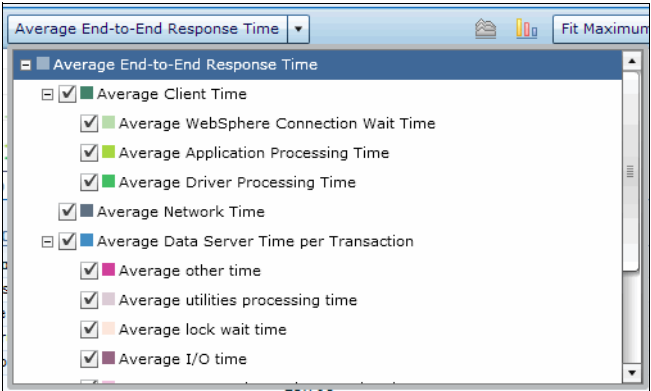 Average End-to-End Response Time
Fit Maximum
Average End-to-End Response Time
Average Client Time
Average WebSphere Connection Wait Time
Average Application Processing Time
Average Driver Processing Time
Average Network Time
Average Data Server Time per Transaction
Average other time
Average utilities processing time
Average lock wait time
Average I/O time